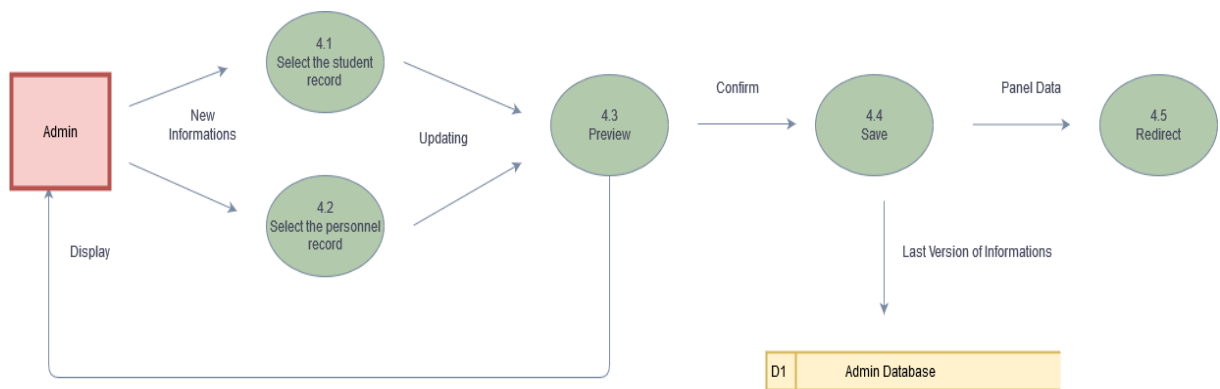 Admin
New
Informations
4.1
Select the student
record
4.2
Select the personnel
record
Updating
4.3
Preview
Confirm
4.4
Save
Panel Data
4.5
Redirect
Display
Last Version of Informations
D1
Admin Database